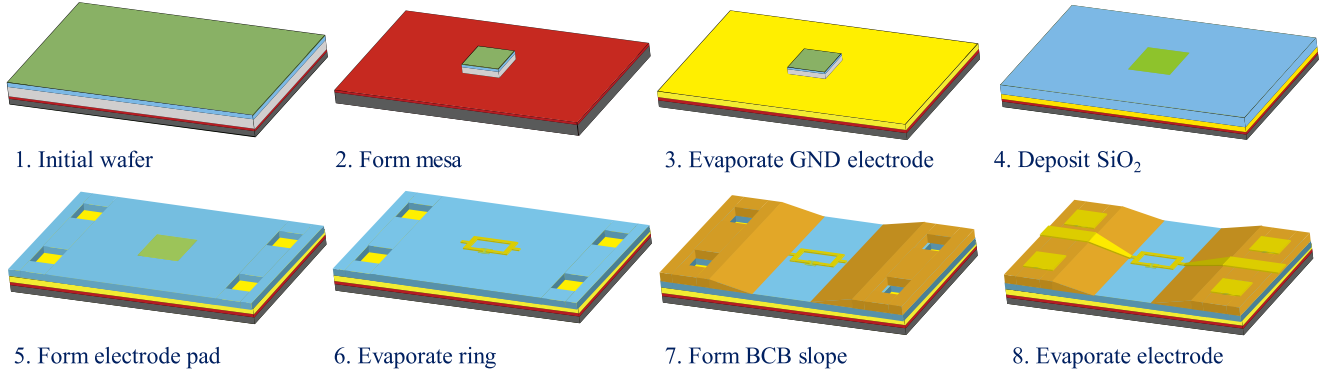 1. Initial wafer
2. Form mesa
3. Evaporate GND electrode
4. Deposit SiO₂
5. Form electrode pad
6. Evaporate ring
7. Form BCB slope
8. Evaporate electrode